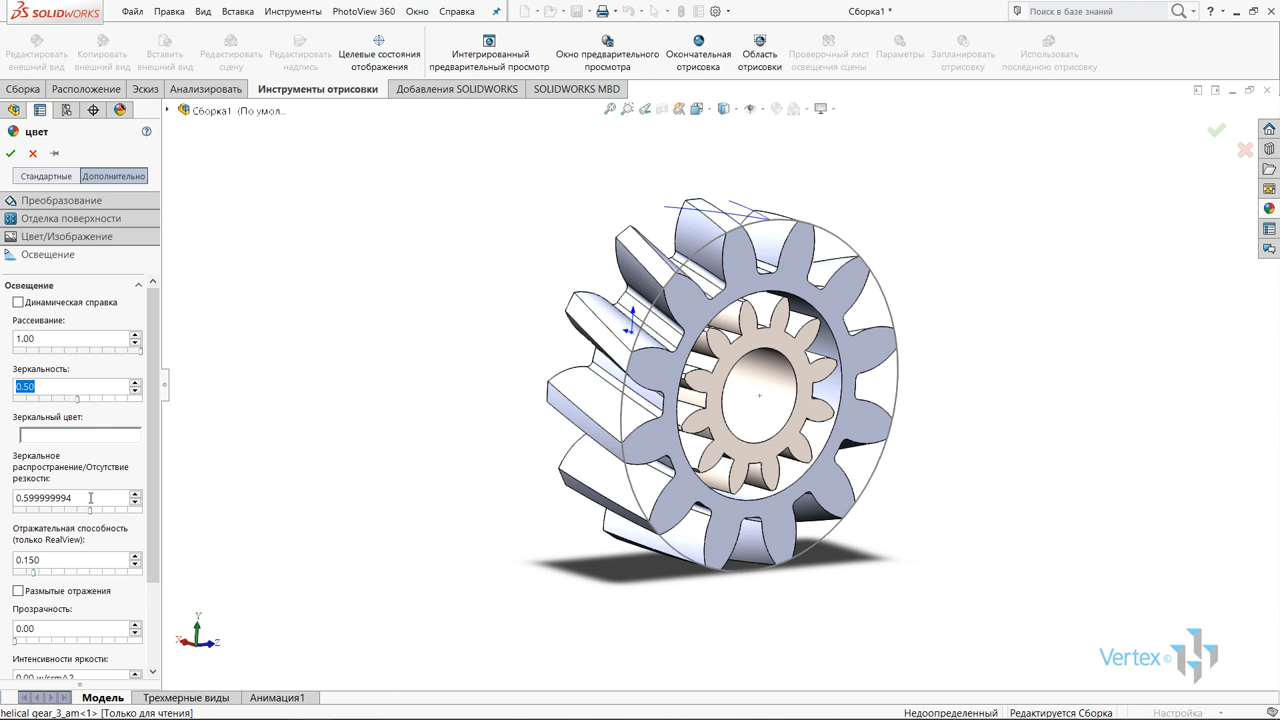 SOLIDWORKS
Файл
Правка
Вид
Вставка
Инструменты
PhotoView 360
Окно
Справка
Сборка1 *
Поиск в базе знаний
?
Редактировать
внешний вид
Копировать
внешний вид
Вставить
внешний вид
Редактировать
сцену
Редактировать
надпись
Целевые состояния
отображения
Интегрированный
предварительный просмотр
Окно предварительного
просмотра
Окончательная
отрисовка
Область
отрисовки
Проверочный лист
освещения сцены
Параметры
Запланировать
отрисовку
Использовать
последнюю отрисовку
Сборка
Расположение
Эскиз
Анализировать
Инструменты отрисовки
Добавления SOLIDWORKS
SOLIDWORKS MBD
Сборка1 (По умол...
цвет
Стандартные
Дополнительно
Преобразование
Отделка поверхности
Цвет/Изображение
Освещение
Освещение
Динамическая справка
Рассеивание:
1.00
Зеркальность:
0.50
Зеркальный цвет:
Зеркальное
распространение/Отсутствие
резкости:
0.599999994
Отражательная способность
(только RealView):
0.150
Размытые отражения
Прозрачность:
0.00
Интенсивности яркости:
0.00 w/srm^2
Y
X
Z
Vertex ©
Модель
Трехмерные виды
Анимация1
helical gear_3_am<1> [Только для чтения]
Недоопределенный
Редактируется Сборка
Настройка